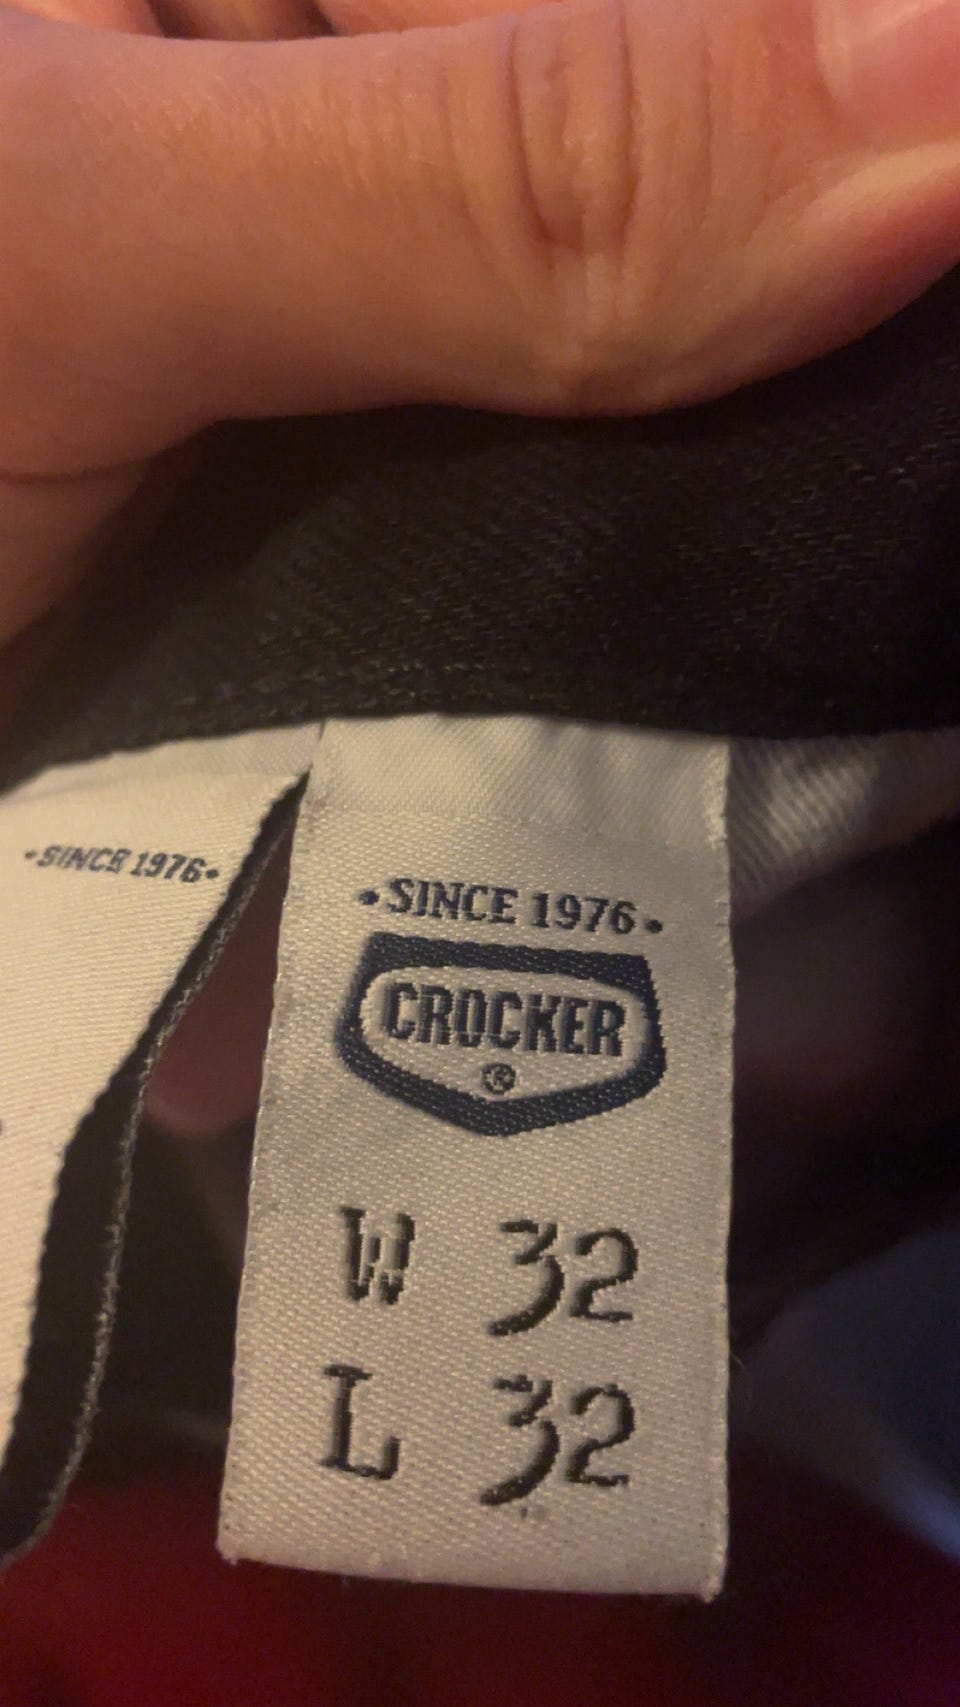 •SINCE 1976•
• SINCE 1976 •
CROCKER
®
W 32
L 32